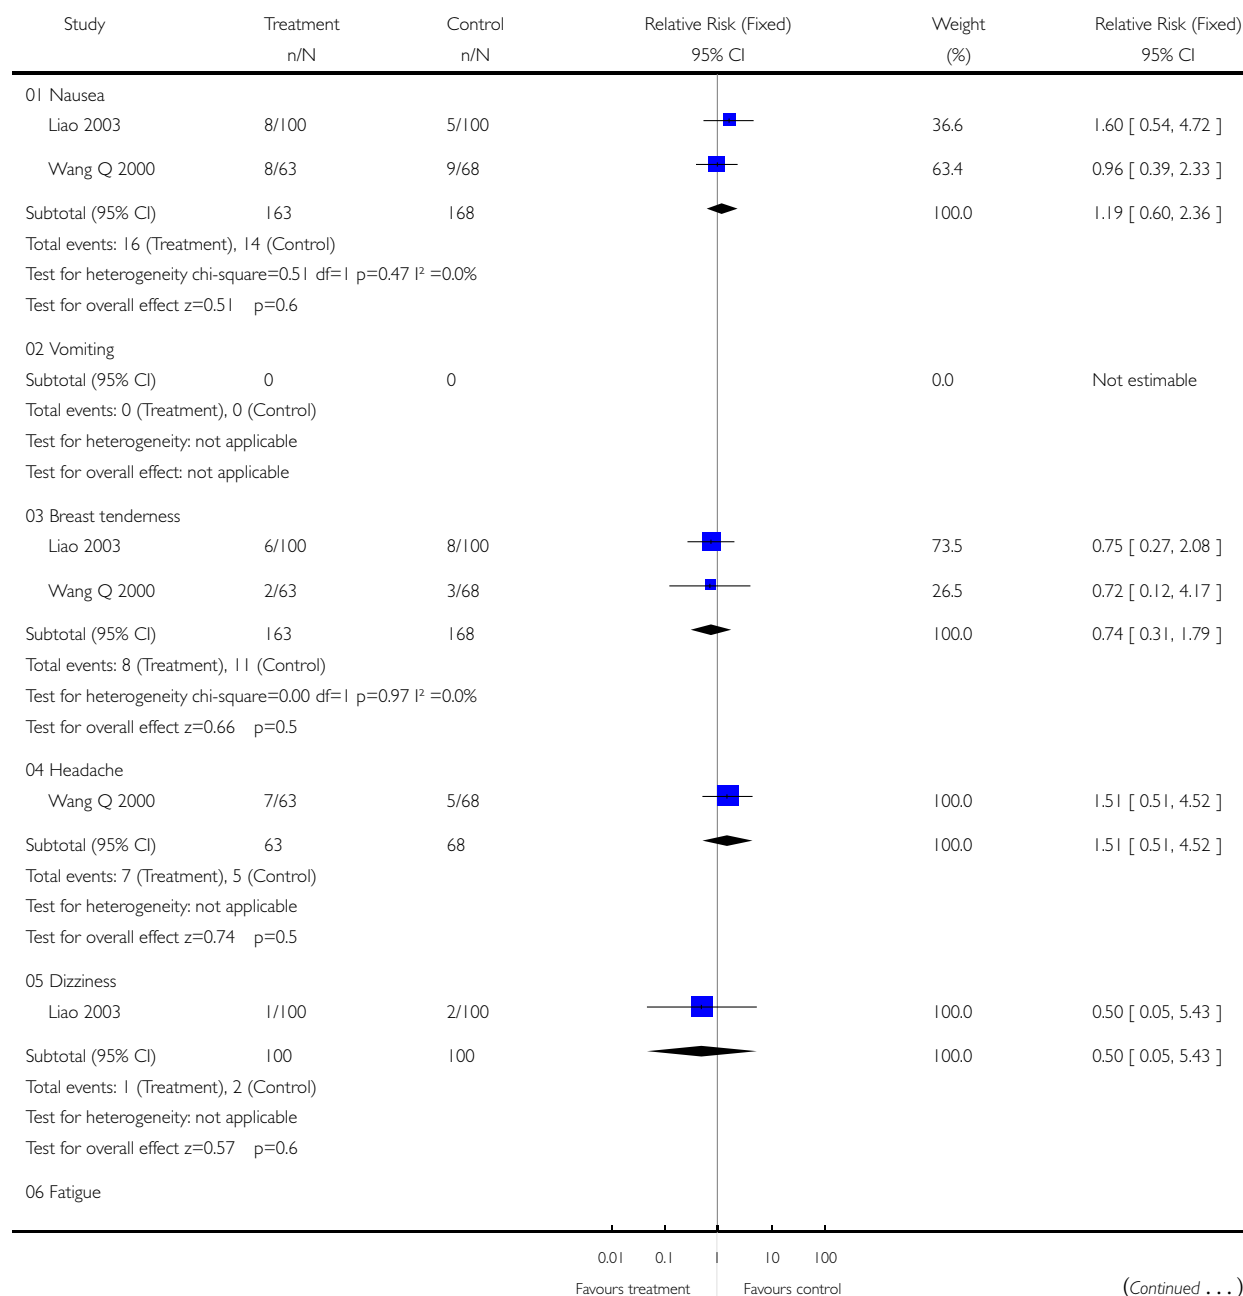 Study Treatment Control Relative Risk (Fixed) Weight Relative Risk (Fixed)
n/N n/N 95% CI (%) 95% CI
01 Nausea
Liao 2003 8/100 5/100 36.6 1.60 [ 0.54, 4.72 ]
Wang Q 2000 8/63 9/68 63.4 0.96 [ 0.39, 2.33 ]
Subtotal (95% CI) 163 168 100.0 1.19 [ 0.60, 2.36 ]
Total events: 16 (Treatment), 14 (Control)
Test for heterogeneity chi-square=0.51 df=1 p=0.47 I² =0.0%
Test for overall effect z=0.51 p=0.6
02 Vomiting
Subtotal (95% CI) 0 0 0.0 Not estimable
Total events: 0 (Treatment), 0 (Control)
Test for heterogeneity: not applicable
Test for overall effect: not applicable
03 Breast tenderness
Liao 2003 6/100 8/100 73.5 0.75 [ 0.27, 2.08 ]
Wang Q 2000 2/63 3/68 26.5 0.72 [ 0.12, 4.17 ]
Subtotal (95% CI) 163 168 100.0 0.74 [ 0.31, 1.79 ]
Total events: 8 (Treatment), 11 (Control)
Test for heterogeneity chi-square=0.00 df=1 p=0.97 I² =0.0%
Test for overall effect z=0.66 p=0.5
04 Headache
Wang Q 2000 7/63 5/68 100.0 1.51 [ 0.51, 4.52 ]
Subtotal (95% CI) 63 68 100.0 1.51 [ 0.51, 4.52 ]
Total events: 7 (Treatment), 5 (Control)
Test for heterogeneity: not applicable
Test for overall effect z=0.74 p=0.5
05 Dizziness
Liao 2003 1/100 2/100 100.0 0.50 [ 0.05, 5.43 ]
Subtotal (95% CI) 100 100 100.0 0.50 [ 0.05, 5.43 ]
Total events: 1 (Treatment), 2 (Control)
Test for heterogeneity: not applicable
Test for overall effect z=0.57 p=0.6
06 Fatigue
0.01 0.1 1 10 100
Favours treatment Favours control (Continued . . . )